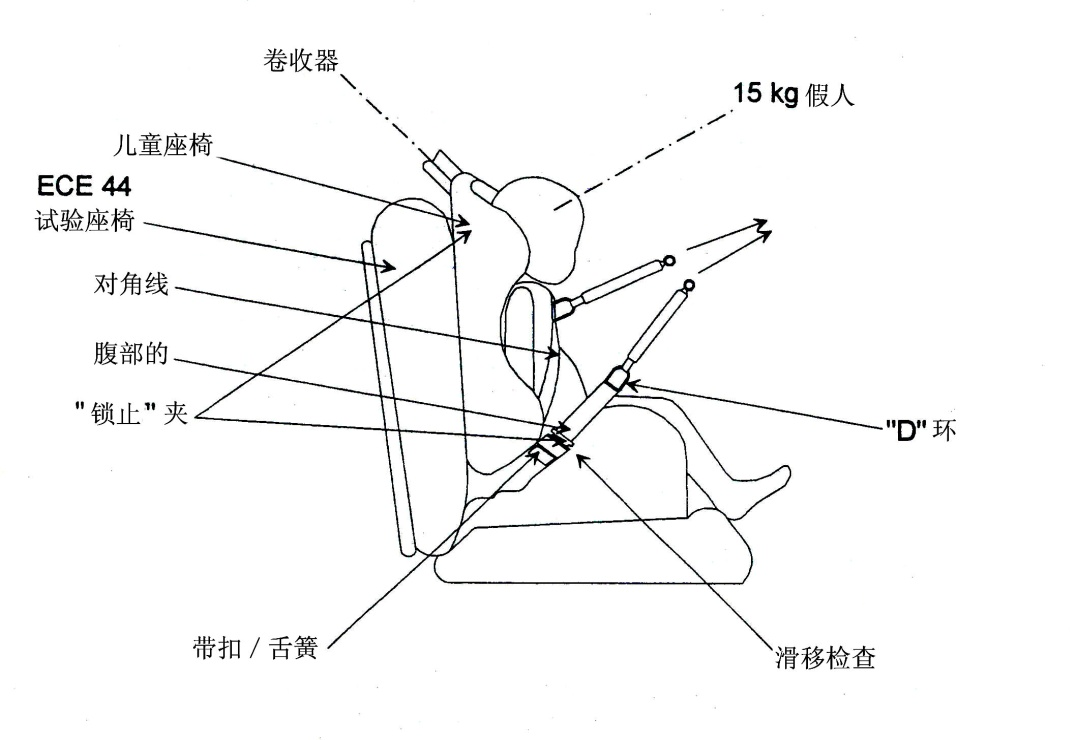 卷收器
15 kg 假人
儿童座椅
ECE 44
试验座椅
对角线
腹部的
"锁止"夹
"D"环
带扣/舌簧
滑移检查